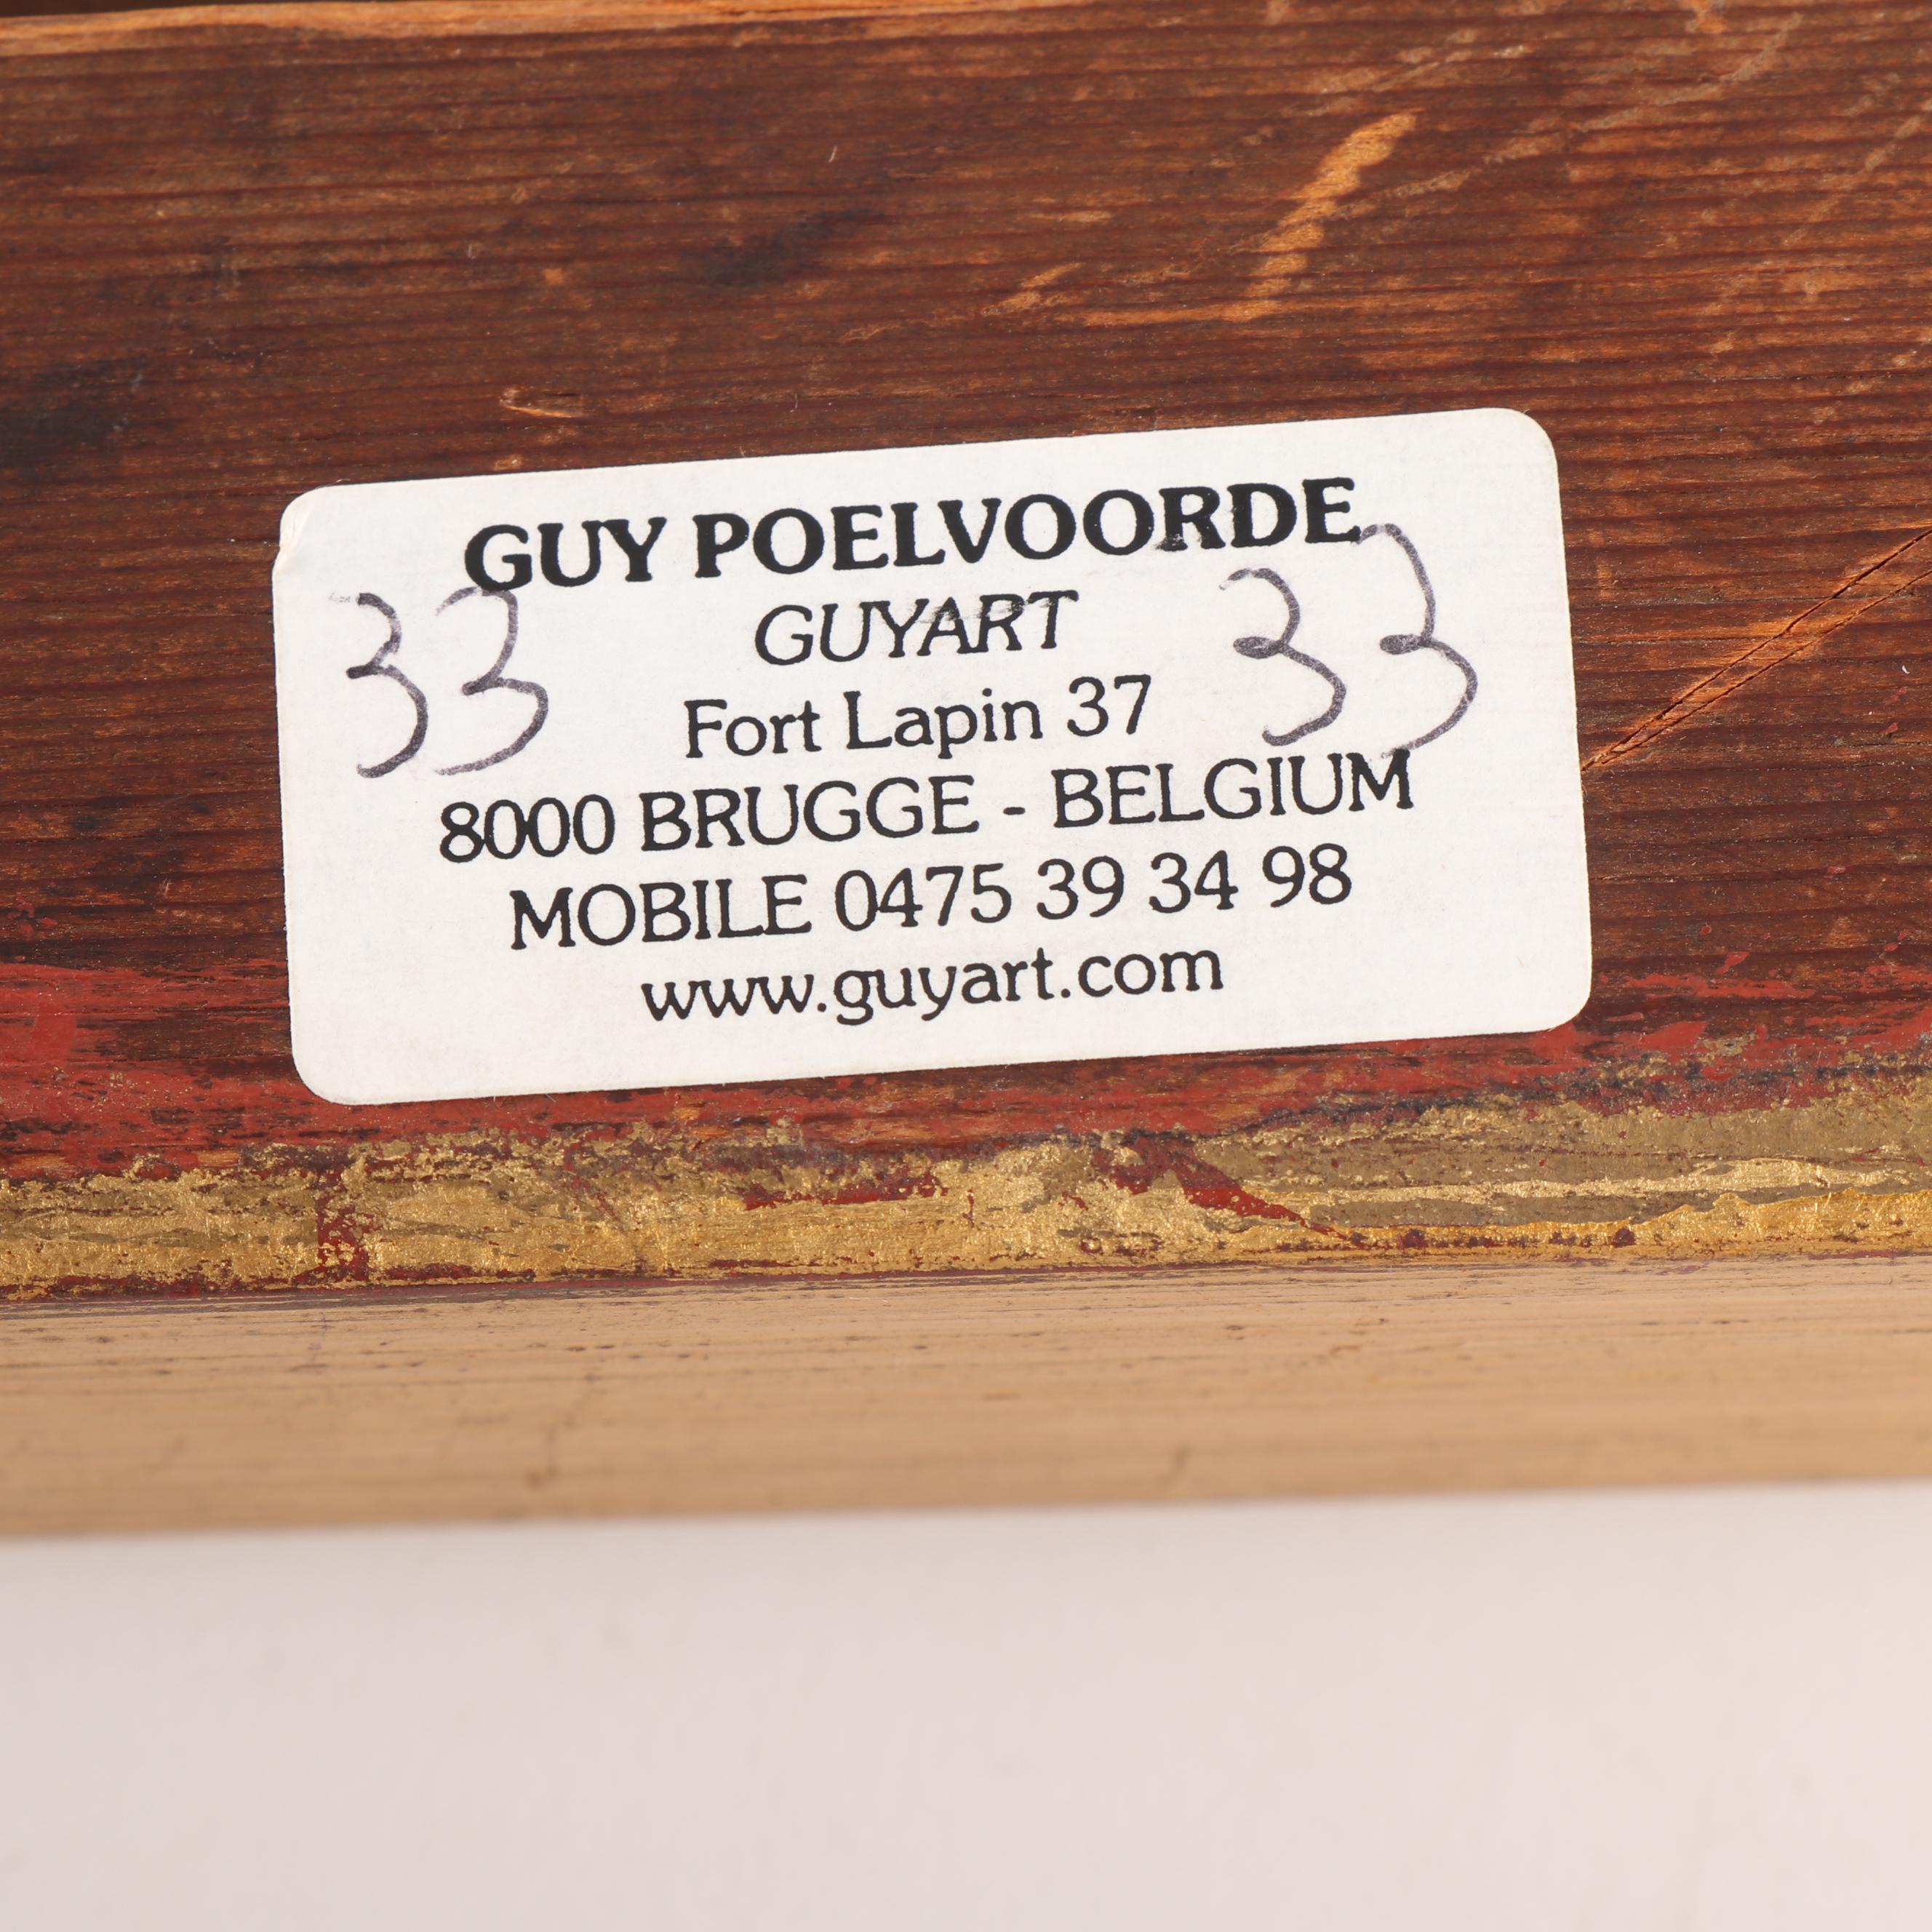 GUY POELVOORDE
33 GUYART 33
Fort Lapin 37
8000 BRUGGE - BELGIUM
MOBILE 0475 39 34 98
www.guyart.com